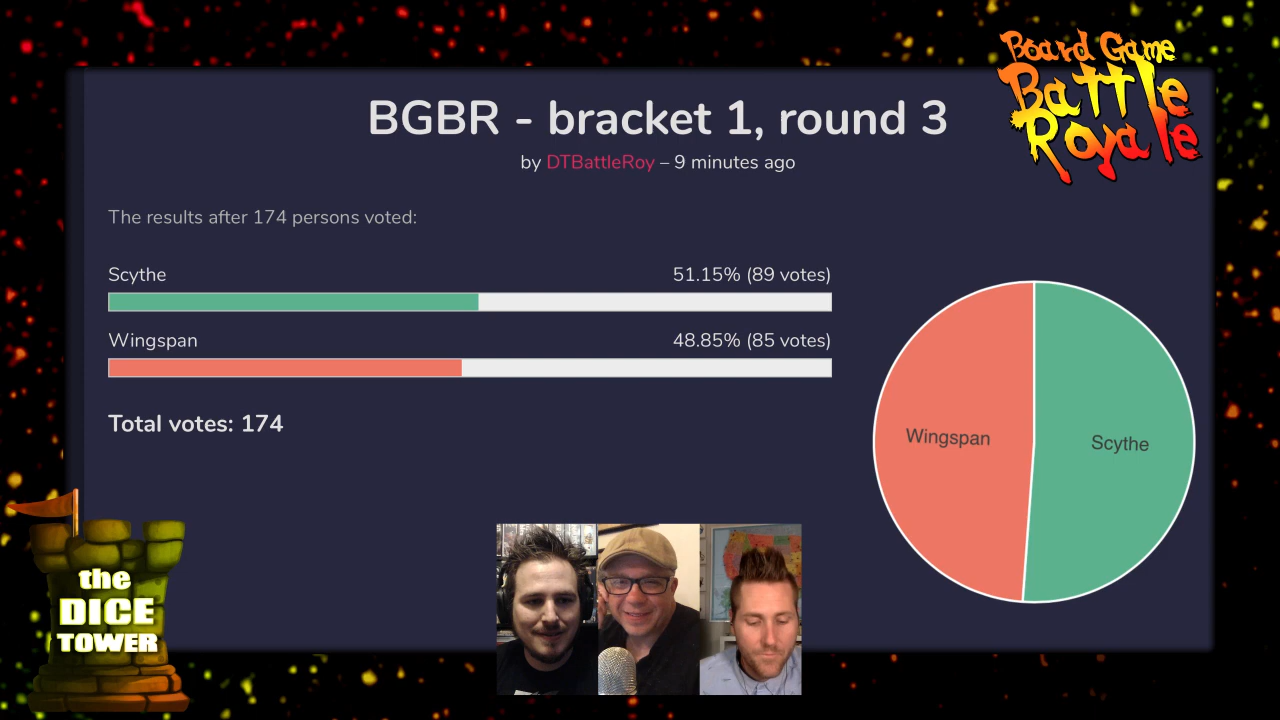 Board Game
Battle
Royale
BGBR - bracket 1, round 3
by DTBattleRoy – 9 minutes ago
The results after 174 persons voted:
Scythe 51.15% (89 votes)
Wingspan 48.85% (85 votes)
Total votes: 174
Wingspan
Scythe
the
DICE
TOWER